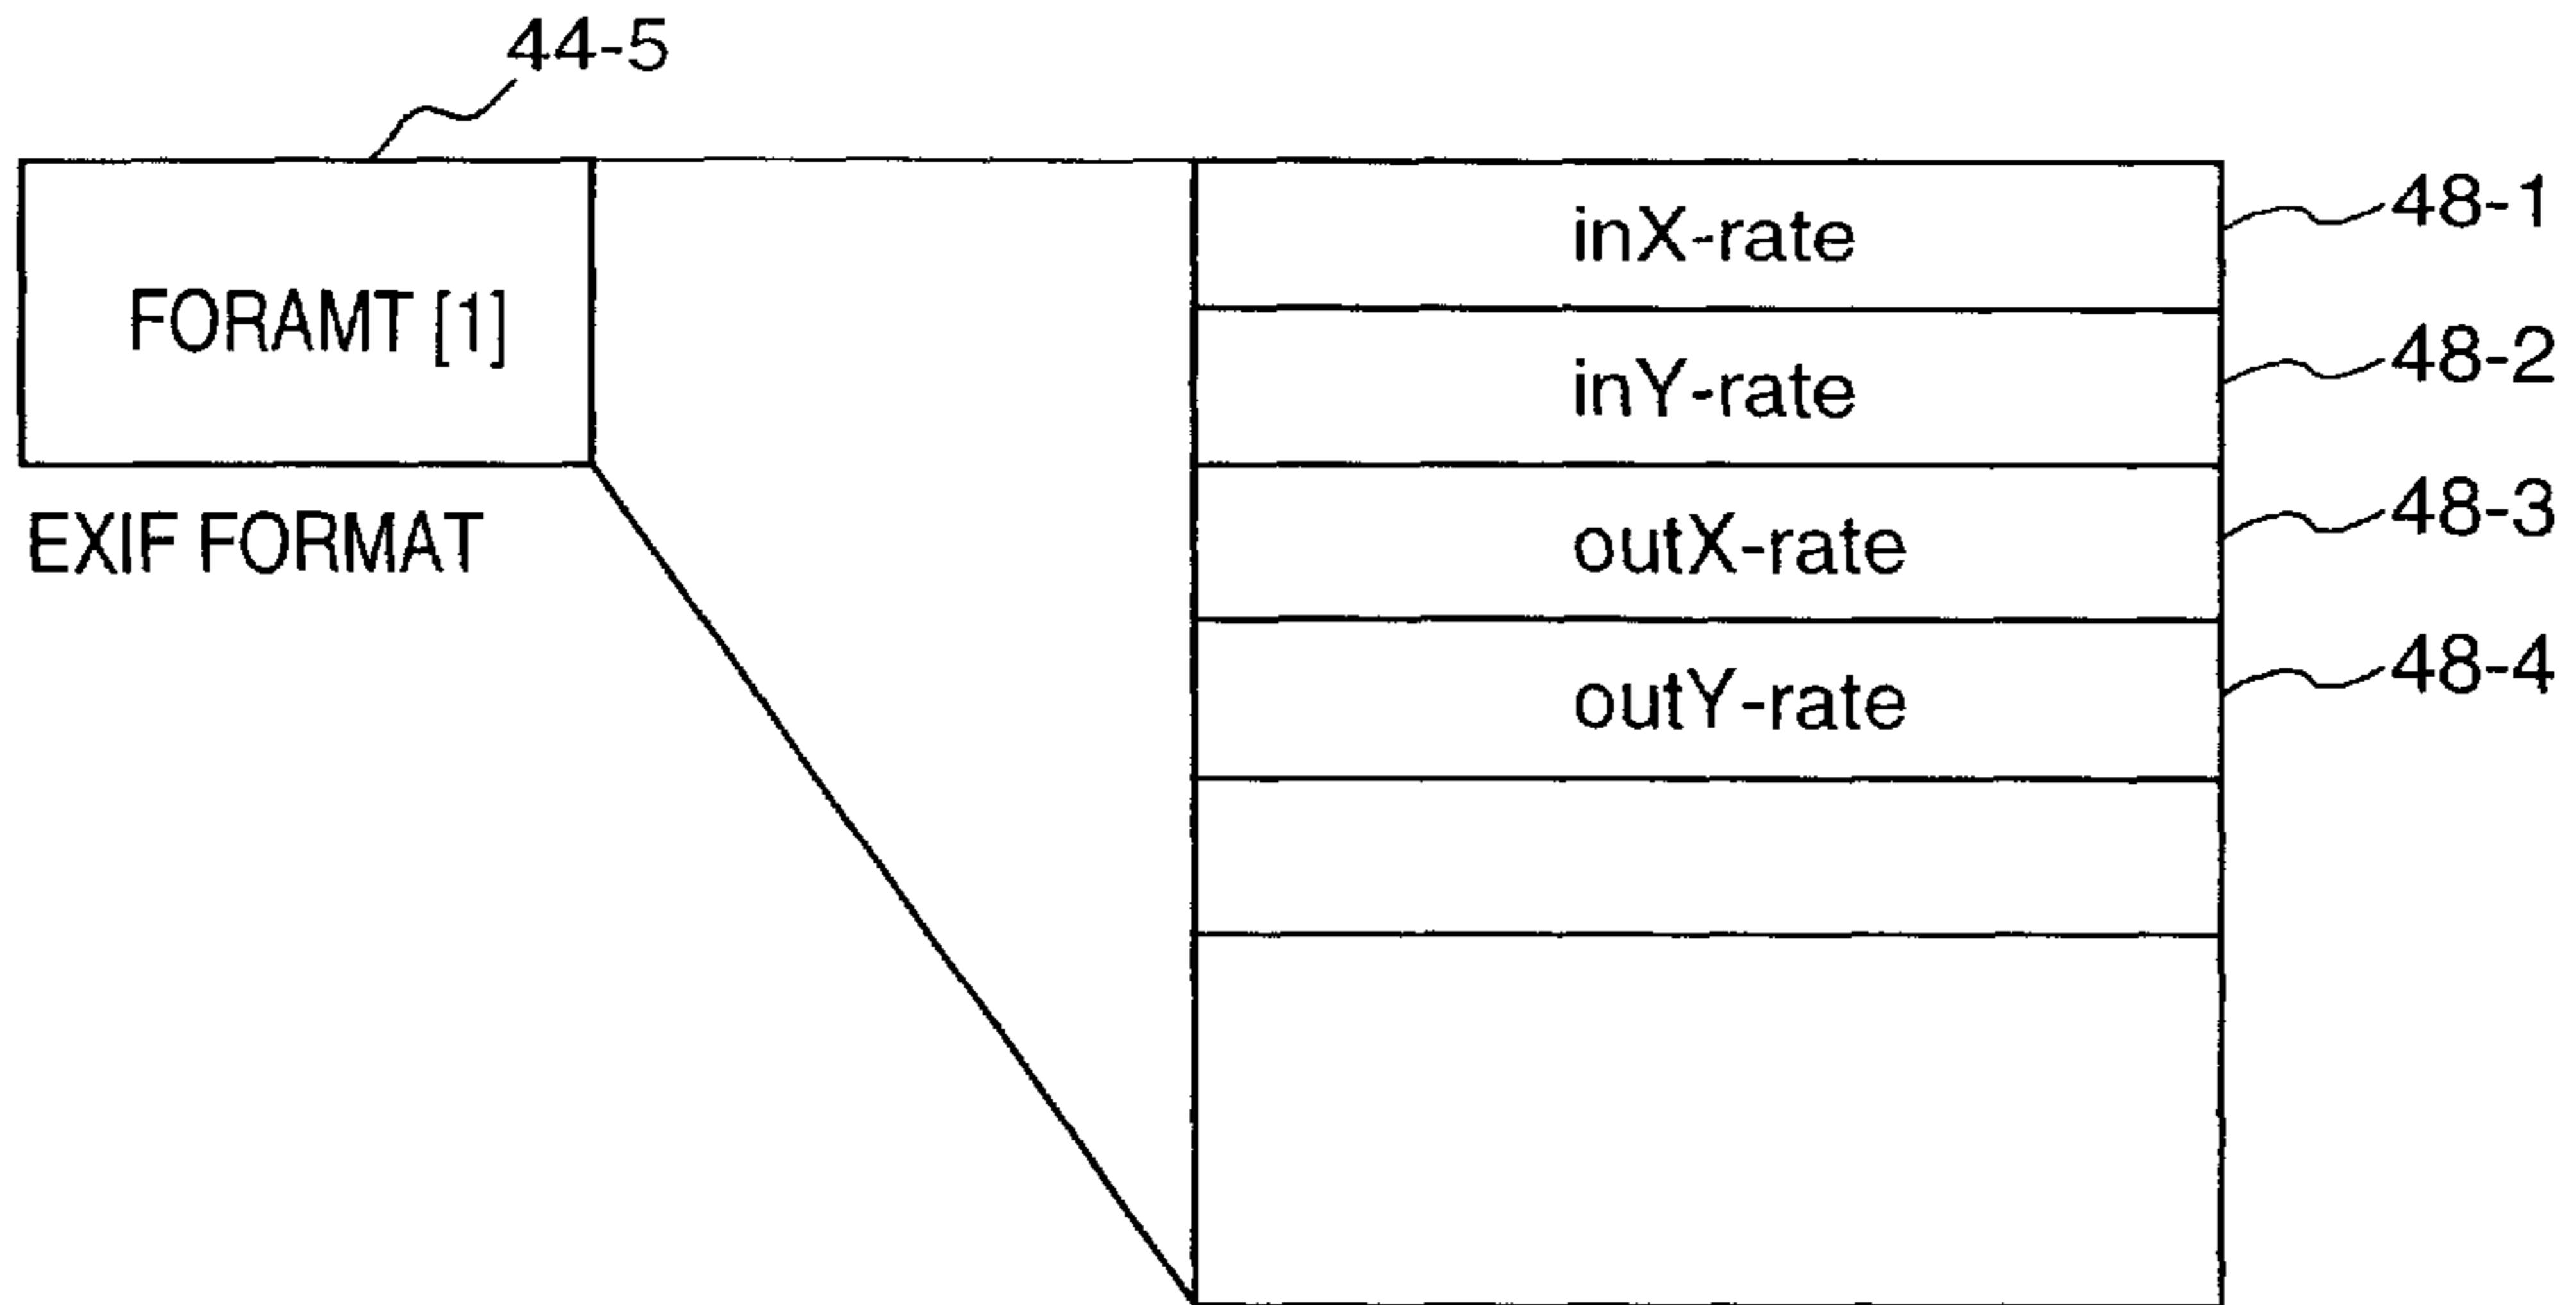 44-5
FORAMT [1]
EXIF FORMAT
inX-rate
48-1
inY-rate
48-2
outX-rate
48-3
outY-rate
48-4